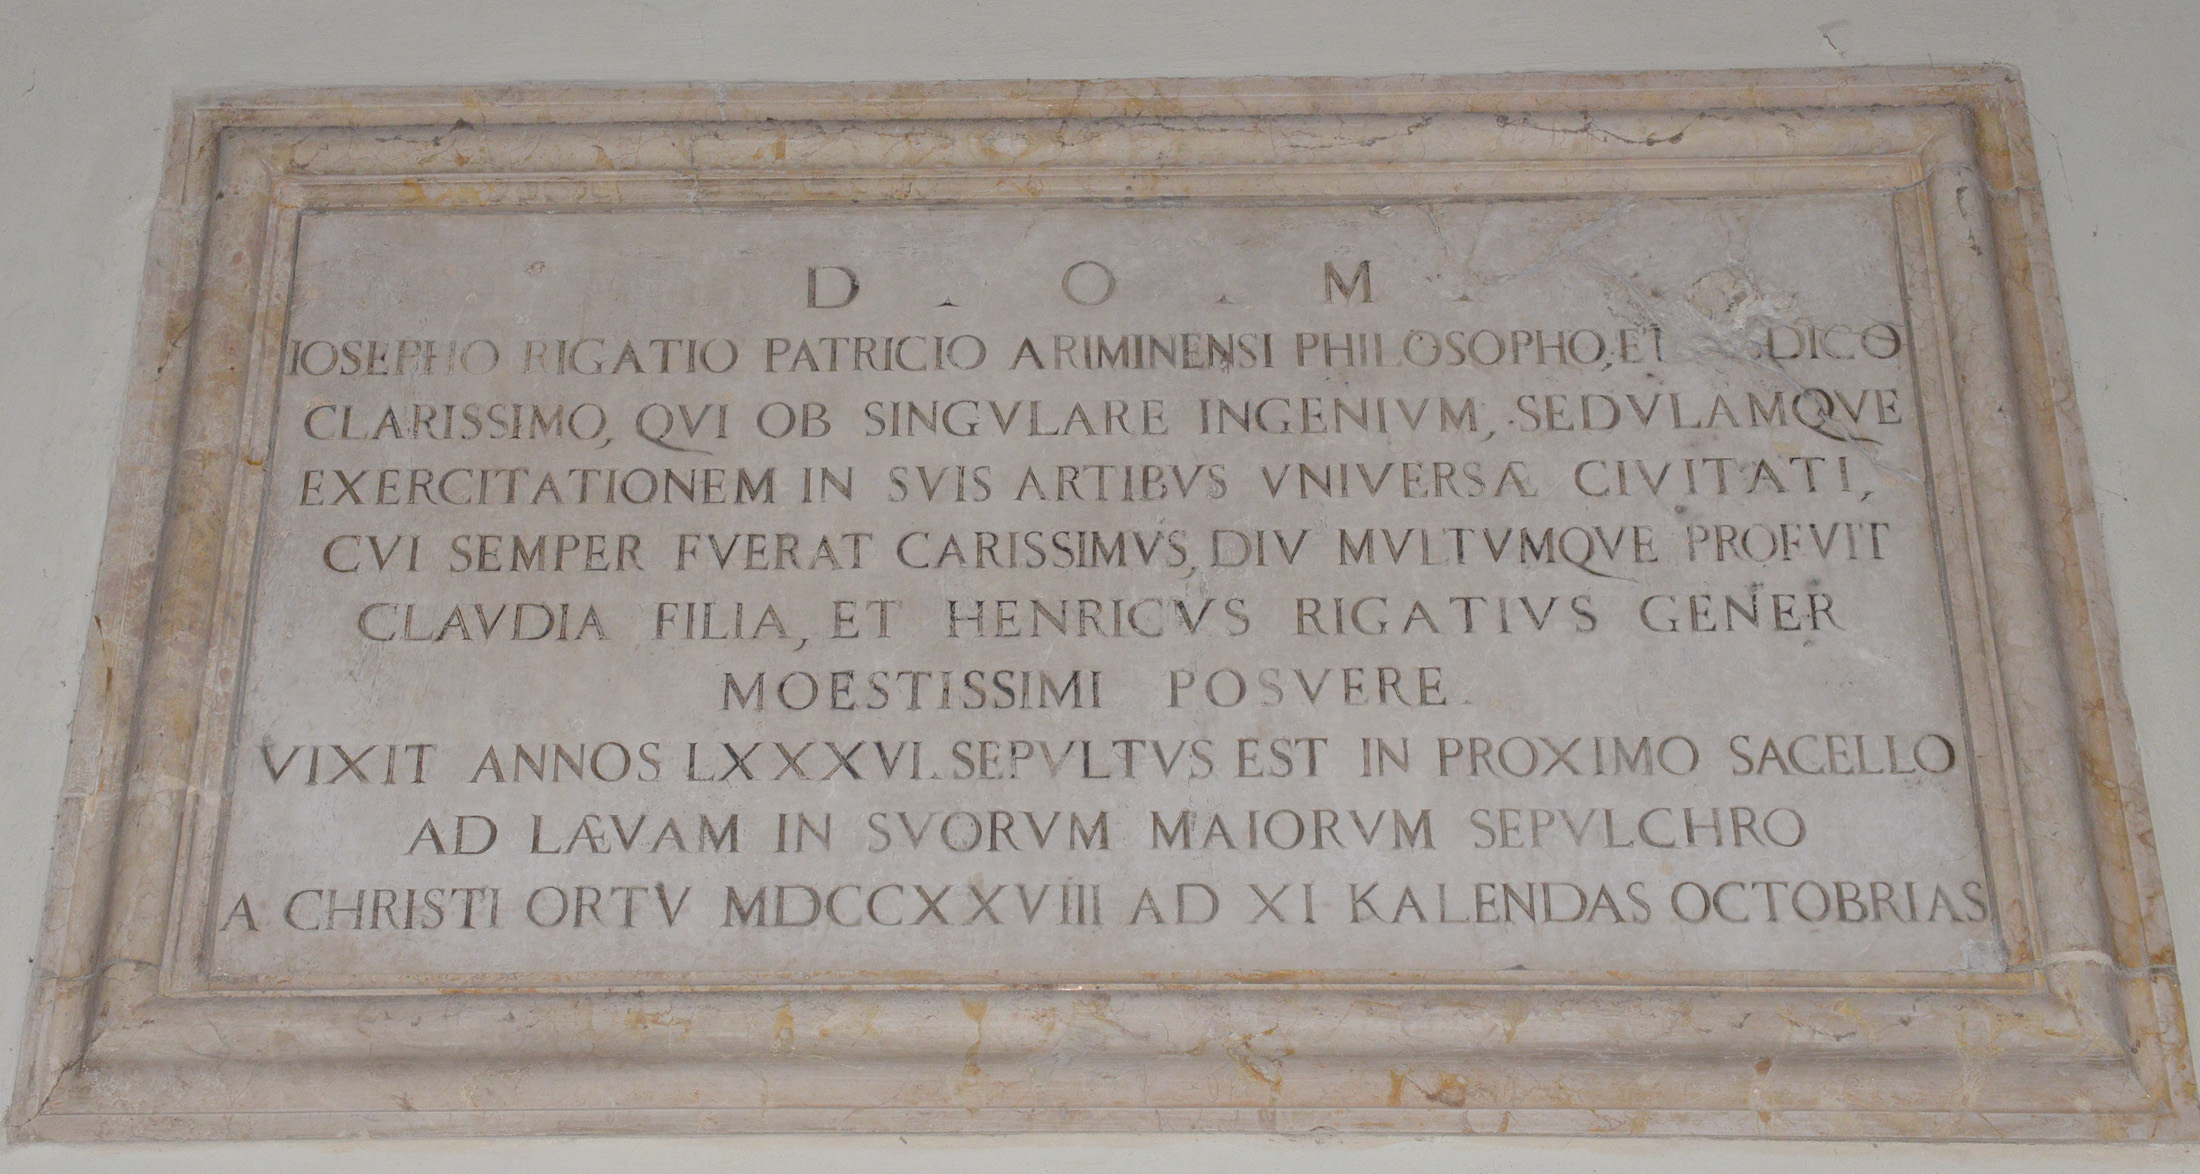 D . O . M .
IOSEPHO RIGATIO PATRICIO ARIMINENSI PHILOSOPHO, ET
CLARISSIMO, QVI OB SINGVLARE INGENIVM, SEDVLAMQVE
EXERCITATIONEM IN SVIS ARTIBVS VNIVERSÆ CIVITATI,
CVI SEMPER FVERAT CARISSIMVS, DIV MVLTVMQVE PROFVIT
CLAVDIA FILIA, ET HENRICVS RIGATIVS GENER
MOESTISSIMI POSVERE.
VIXIT ANNOS LXXXVI. SEPVLTVS EST IN PROXIMO SACELLO
AD LÆVAM IN SVORVM MAIORVM SEPVLCHRO
A CHRISTI ORTV MDCCXXVIII AD XI KALENDAS OCTOBRIAS